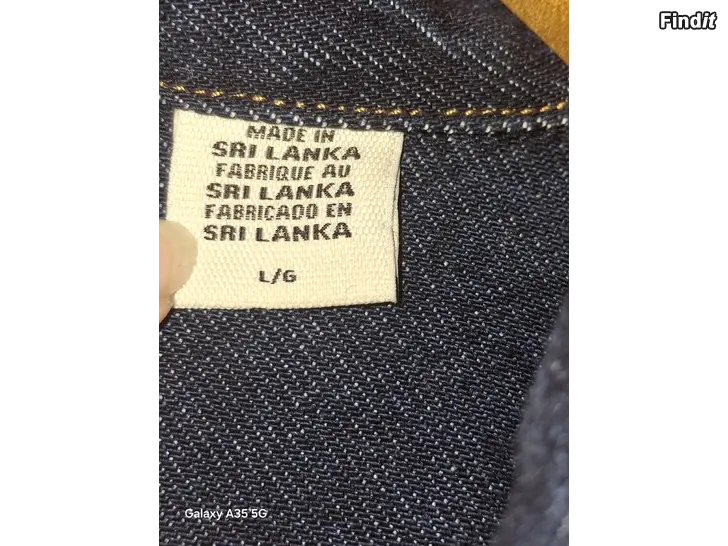 Findit
MADE IN
SRI LANKA
FABRIQUE AU
SRI LANKA
FABRICADO EN
SRI LANKA
L/G
Galaxy A35 5G